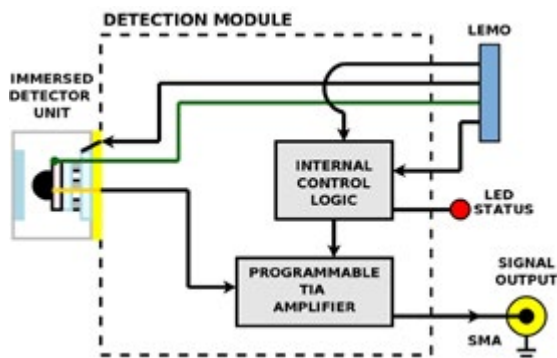 DETECTION MODULE
LEMO
IMMERSED
DETECTOR
UNIT
INTERNAL
CONTROL
LOGIC
LED
STATUS
PROGRAMMABLE
TIA
AMPLIFIER
SIGNAL
OUTPUT
SMA